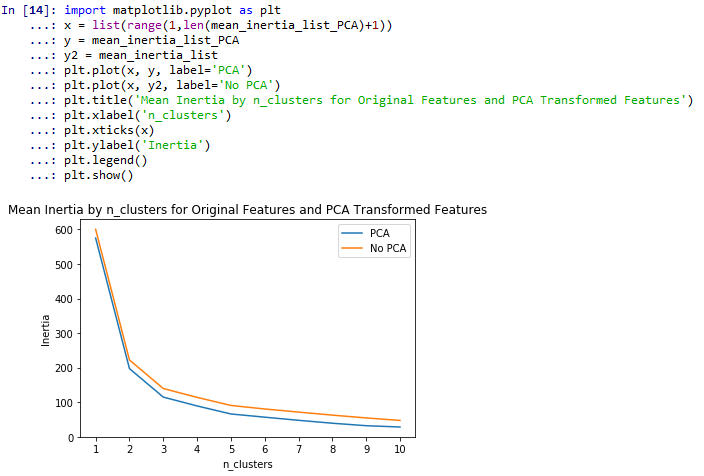 In [14]: import matplotlib.pyplot as plt
...: x = list(range(1,len(mean_inertia_list_PCA)+1))
...: y = mean_inertia_list_PCA
...: y2 = mean_inertia_list
...: plt.plot(x, y, label='PCA')
...: plt.plot(x, y2, label='No PCA')
...: plt.title('Mean Inertia by n_clusters for Original Features and PCA Transformed Features')
...: plt.xlabel('n_clusters')
...: plt.xticks(x)
...: plt.ylabel('Inertia')
...: plt.legend()
...: plt.show()
Mean Inertia by n_clusters for Original Features and PCA Transformed Features
PCA
No PCA
600
500
400
300
200
100
0
Inertia
1 2 3 4 5 6 7 8 9 10
n_clusters